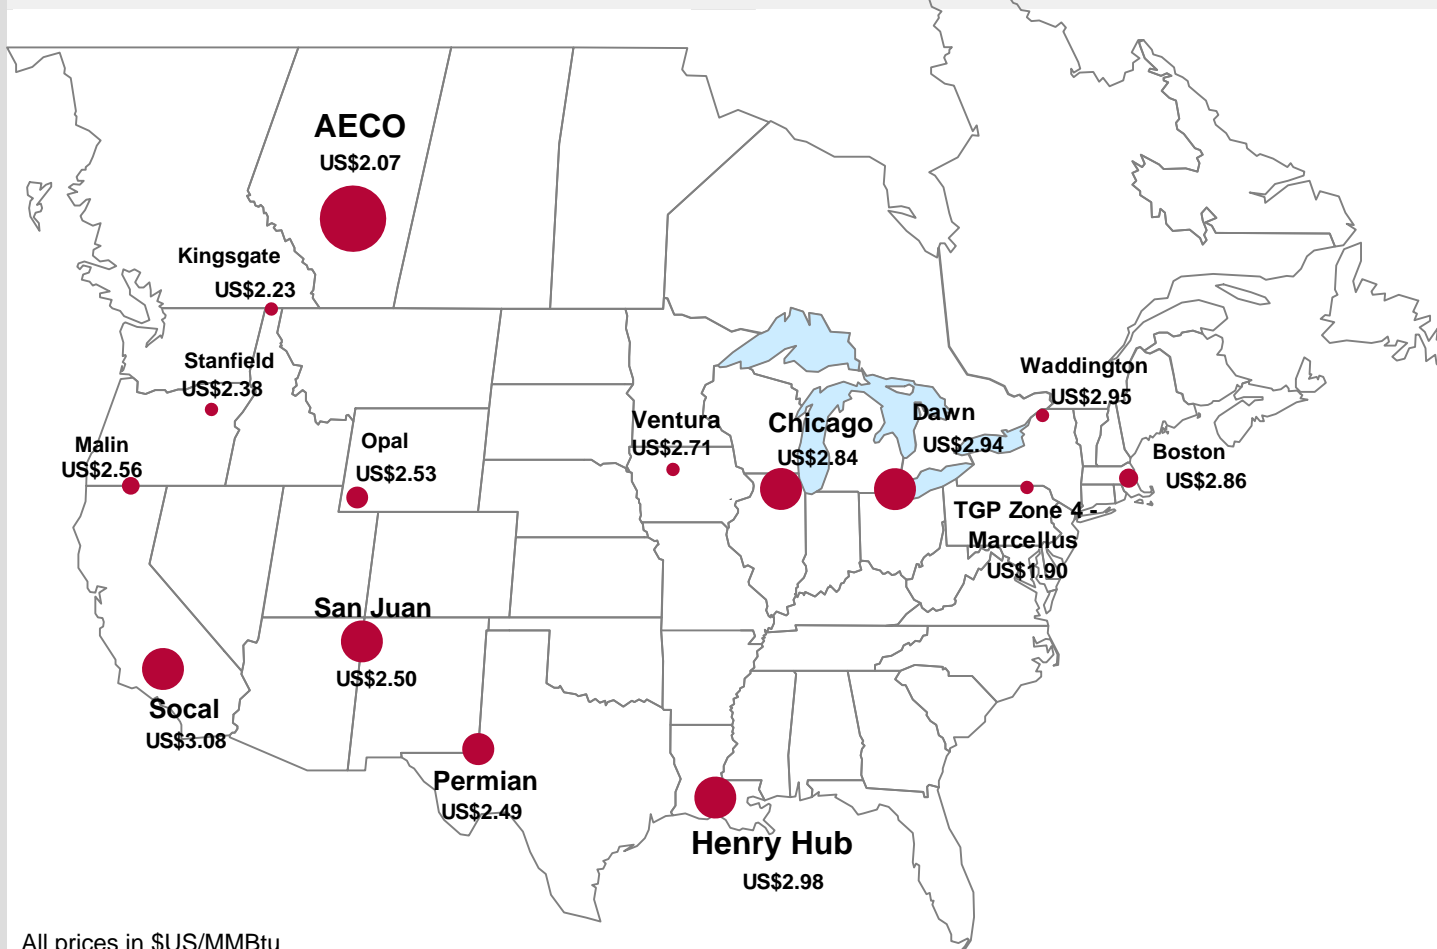 AECO
US$2.07
Kingsgate
US$2.23
Stanfield
US$2.38
Malin
US$2.56
Opal
US$2.53
Ventura
US$2.71
Chicago
US$2.84
Dawn
US$2.94
Waddington
US$2.95
Boston
US$2.86
TGP Zone 4 -
Marcellus
US$1.90
San Juan
US$2.50
Socal
US$3.08
Permian
US$2.49
Henry Hub
US$2.98
All prices in $US/MMBtu